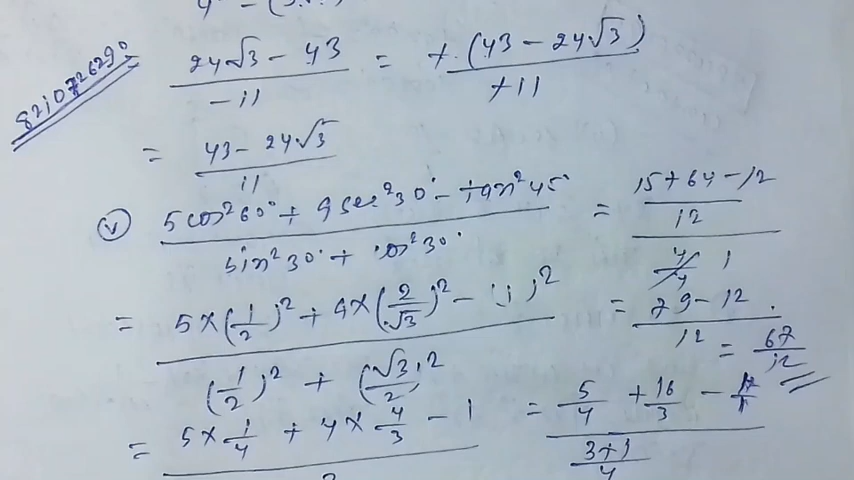 8210726290
24√3 - 43 / -11 = +(43 - 24√3) / +11
= 43 - 24√3 / 11
(v) 5cos²60° + 4sec²30° - tan²45° / sin²30° + cos²30°
= 5×(1/2)² + 4×(2/√3)² - (1)² / (1/2)² + (√3/2)²
= 5×1/4 + 4×4/3 - 1
= 5/4 + 16/3 - / 3+1/4
= 15+64-12 / 12 / 4/4 1
= 79-12 / 12
= 67/12